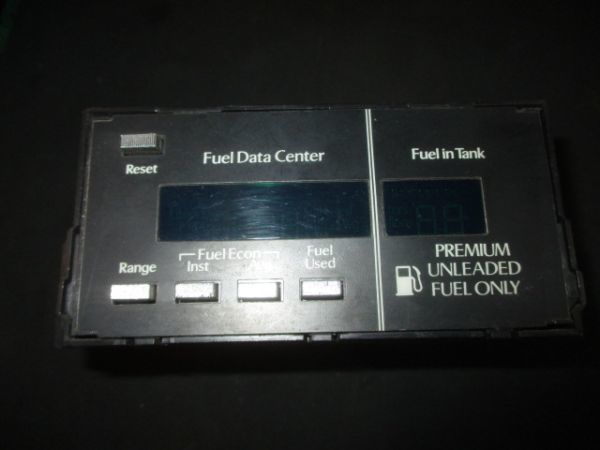 Reset
Fuel Data Center
Fuel in Tank
Range
Fuel Econ
Inst
Fuel
Used
PREMIUM
UNLEADED
FUEL ONLY